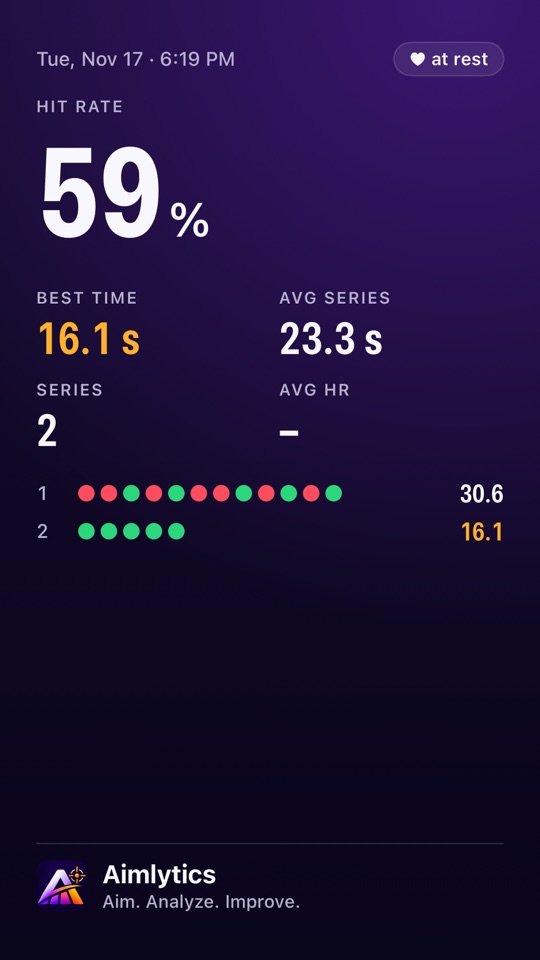 Tue, Nov 17 · 6:19 PM
at rest
HIT RATE
59 %
BEST TIME
AVG SERIES
16.1 s
23.3 s
SERIES
AVG HR
2
–
1
30.6
2
16.1
Aimlytics
Aim. Analyze. Improve.